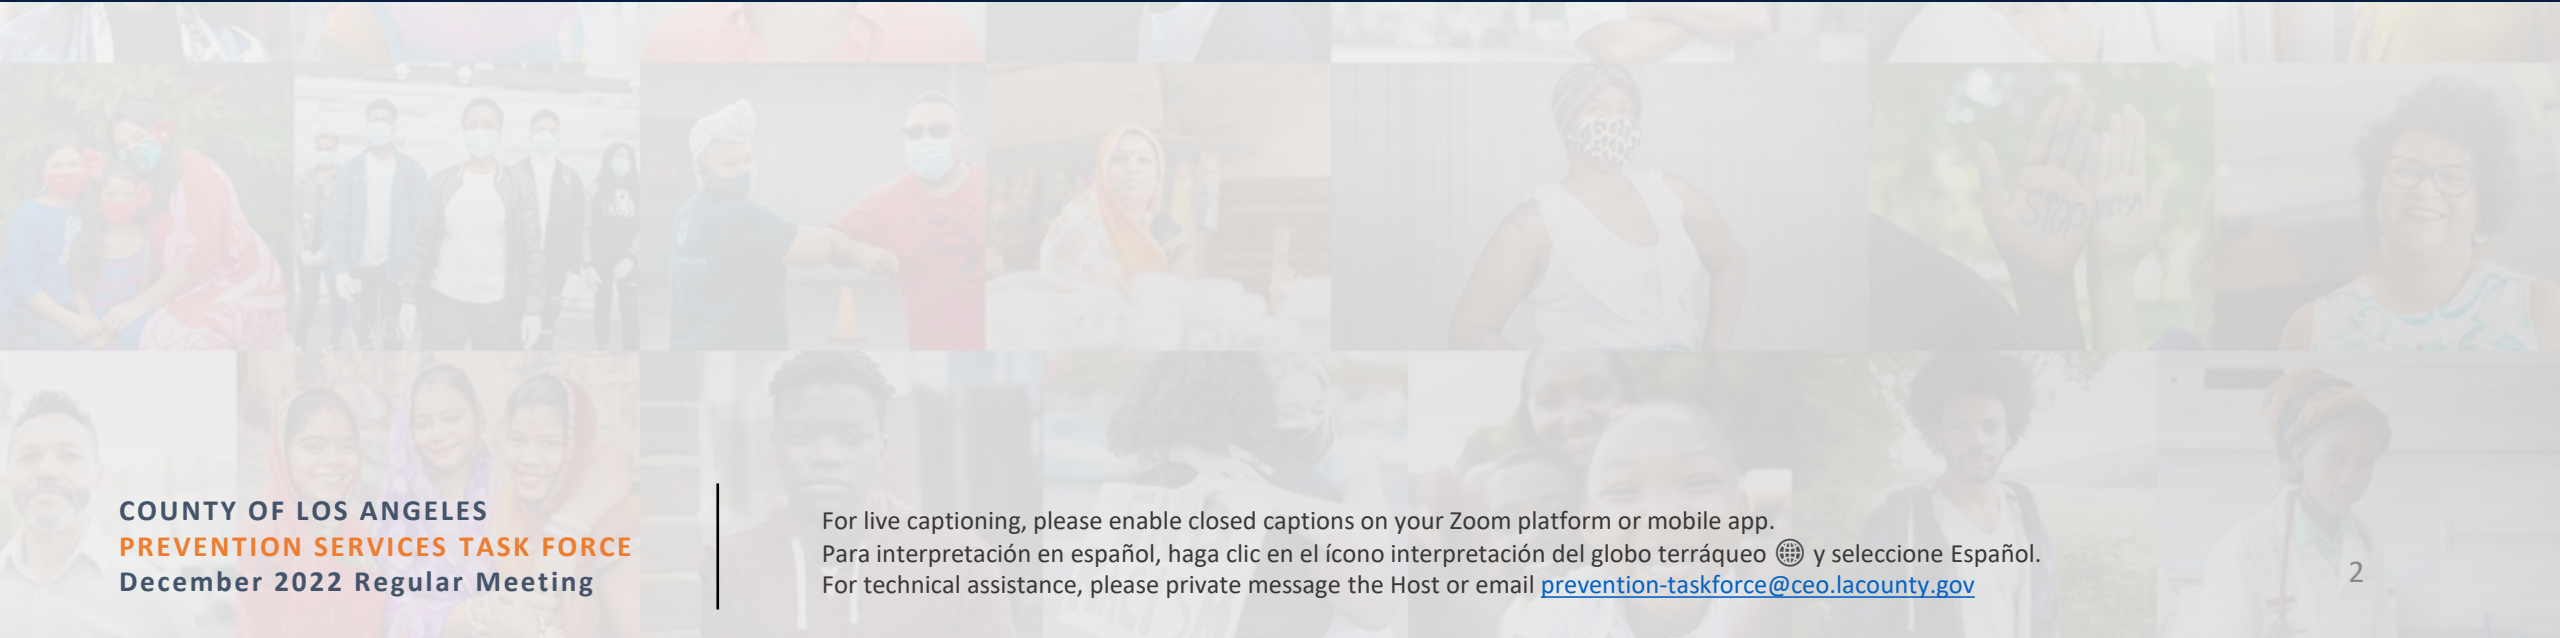 STOP racism
COUNTY OF LOS ANGELES
PREVENTION SERVICES TASK FORCE
December 2022 Regular Meeting
For live captioning, please enable closed captions on your Zoom platform or mobile app.
Para interpretación en español, haga clic en el ícono interpretación del globo terráqueo y seleccione Español.
For technical assistance, please private message the Host or email prevention-taskforce@ceo.lacounty.gov
2